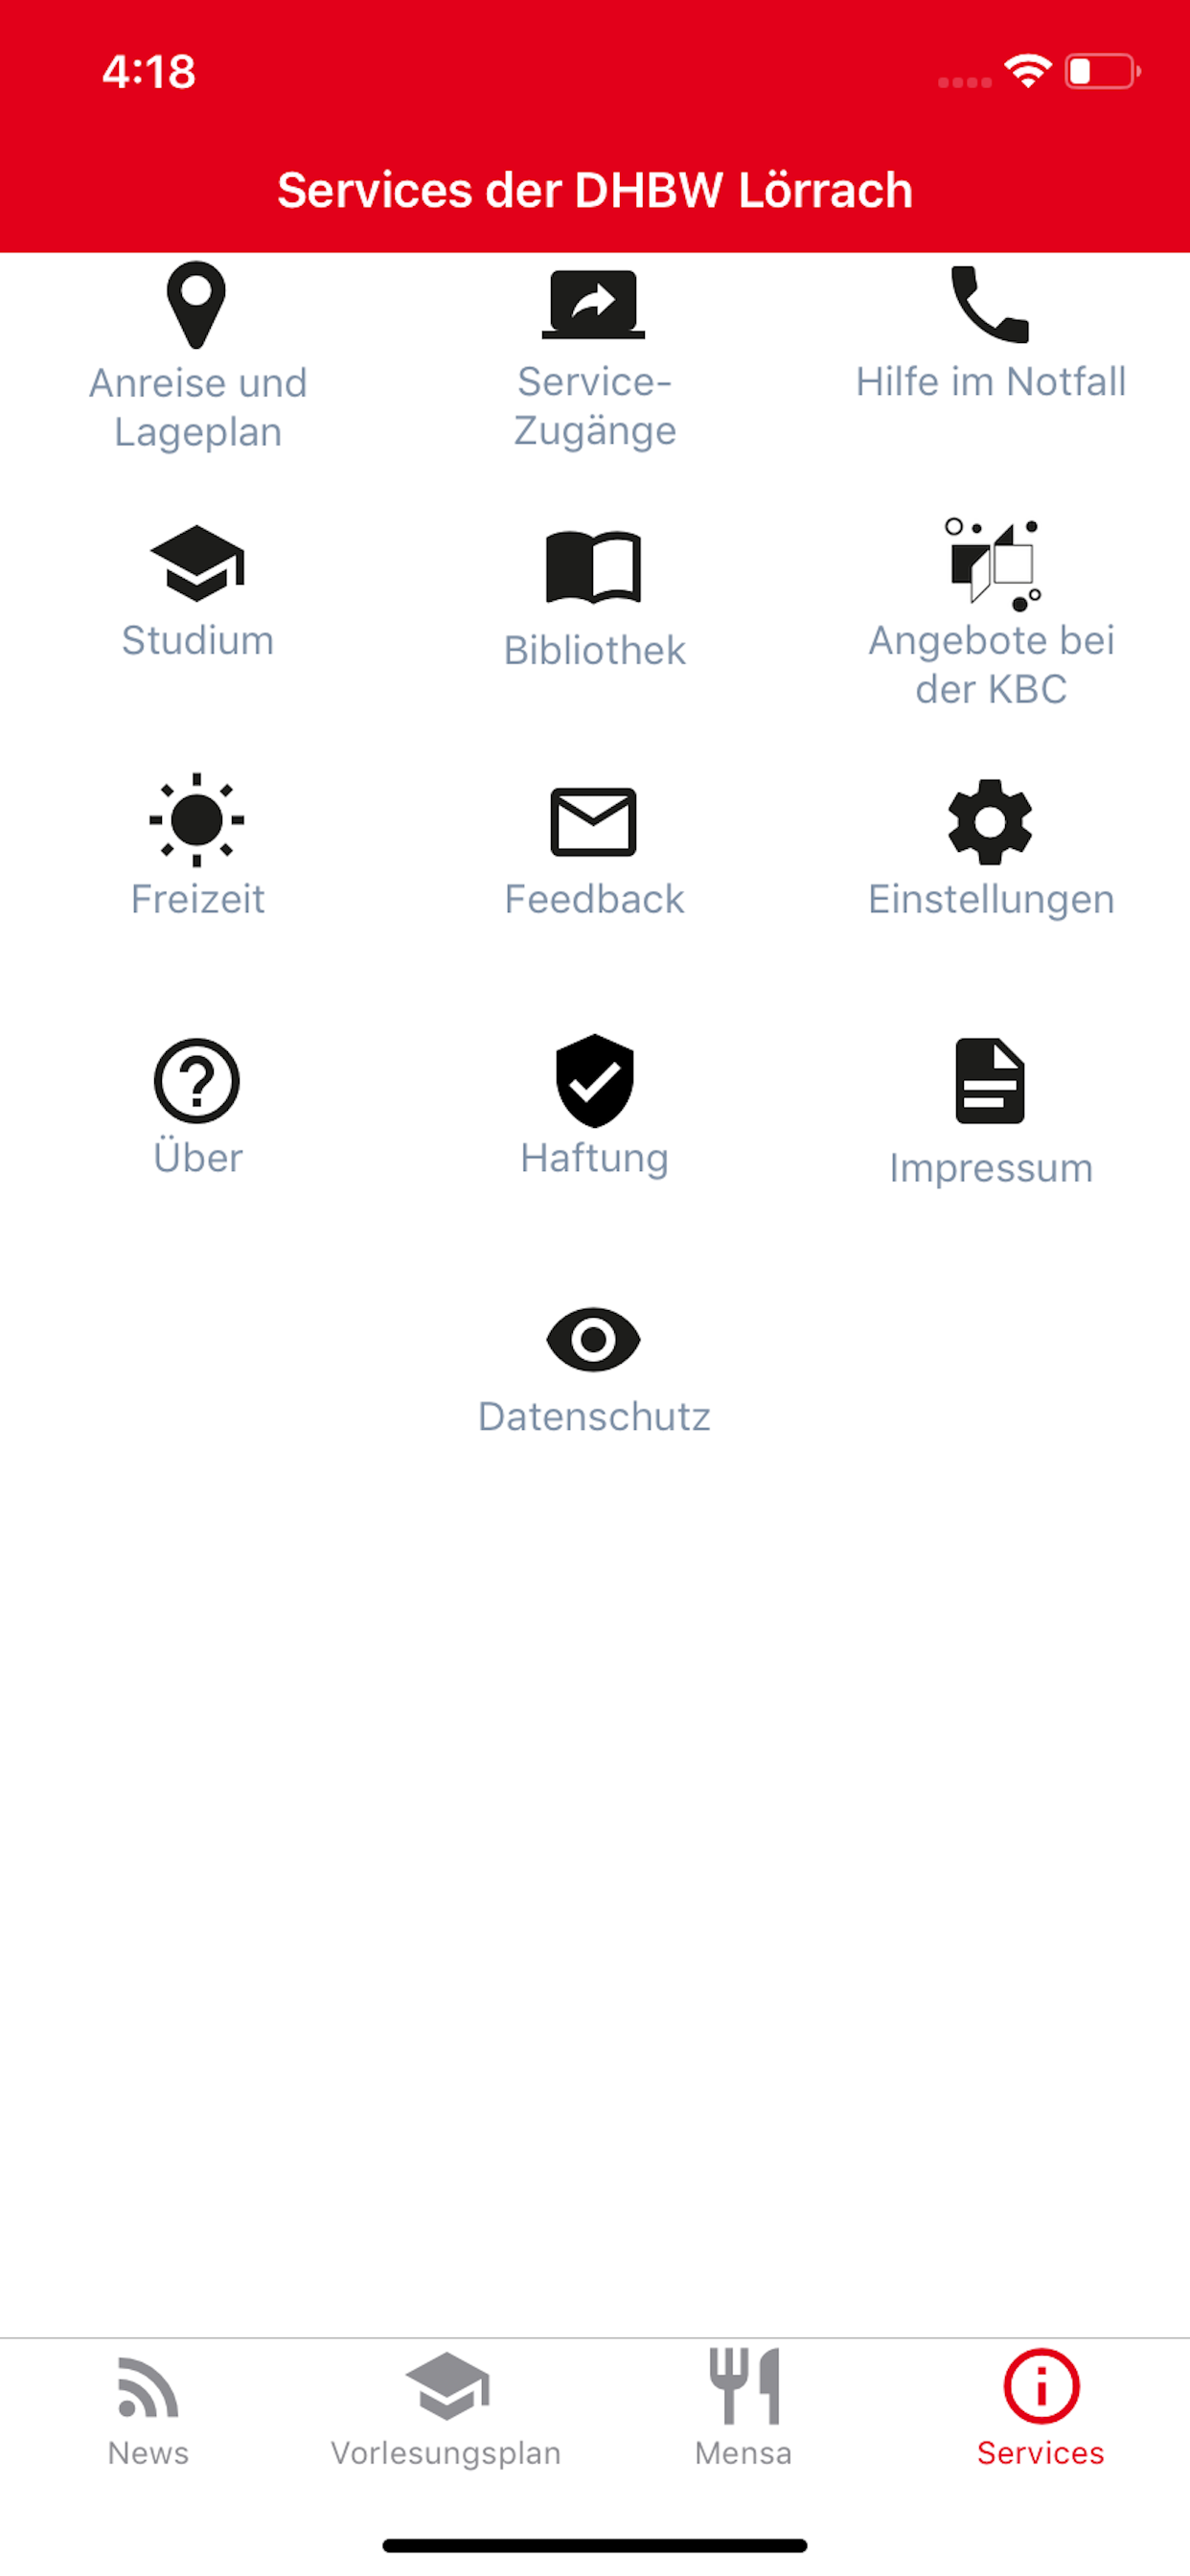 4:18
Services der DHBW Lörrach
Anreise und
Lageplan
Service-
Zugänge
Hilfe im Notfall
Studium
Bibliothek
Angebote bei
der KBC
Freizeit
Feedback
Einstellungen
Über
Haftung
Impressum
Datenschutz
News
Vorlesungsplan
Mensa
Services